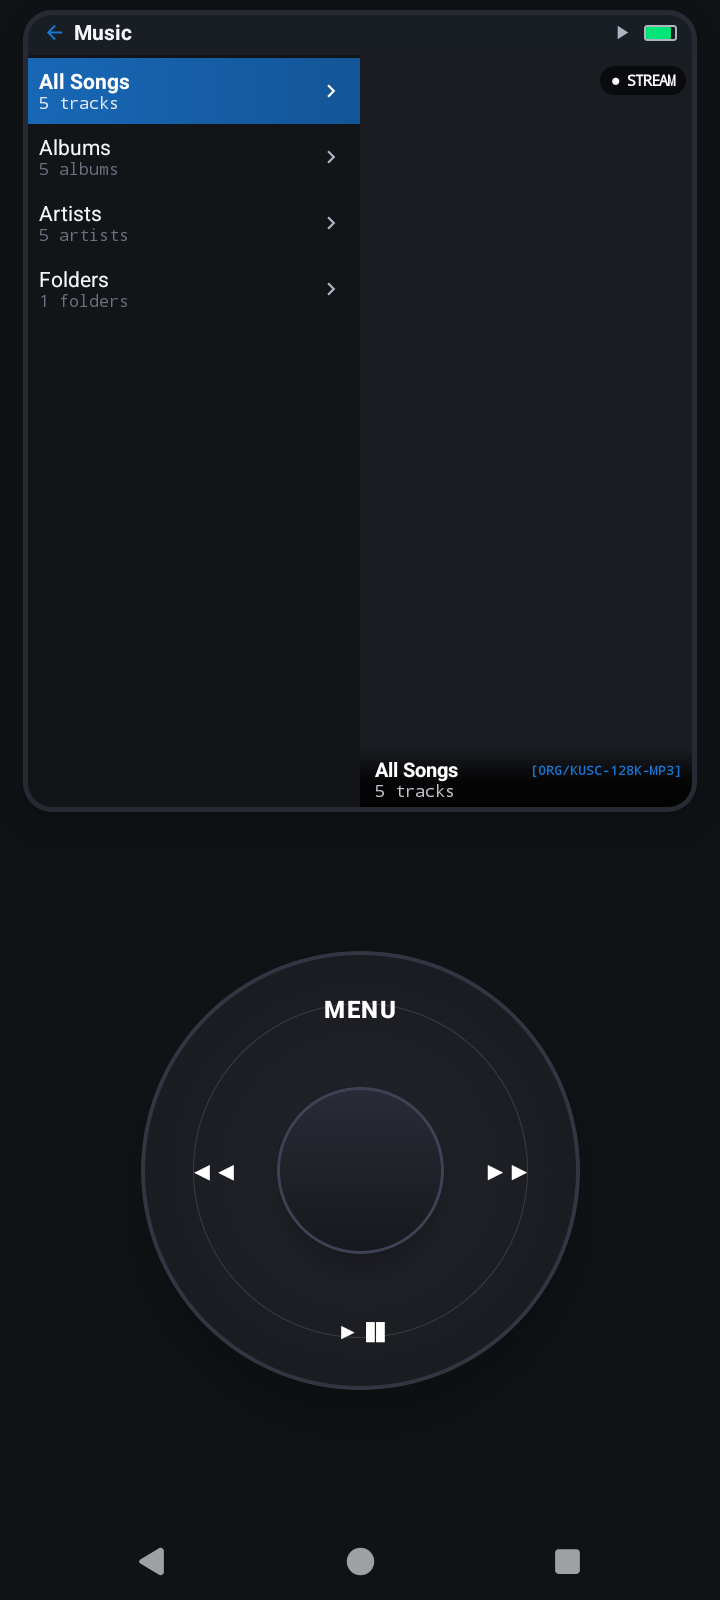 Music
All Songs
5 tracks
Albums
5 albums
Artists
5 artists
Folders
1 folders
● STREAM
All Songs
[ORG/KUSC-128K-MP3]
5 tracks
MENU